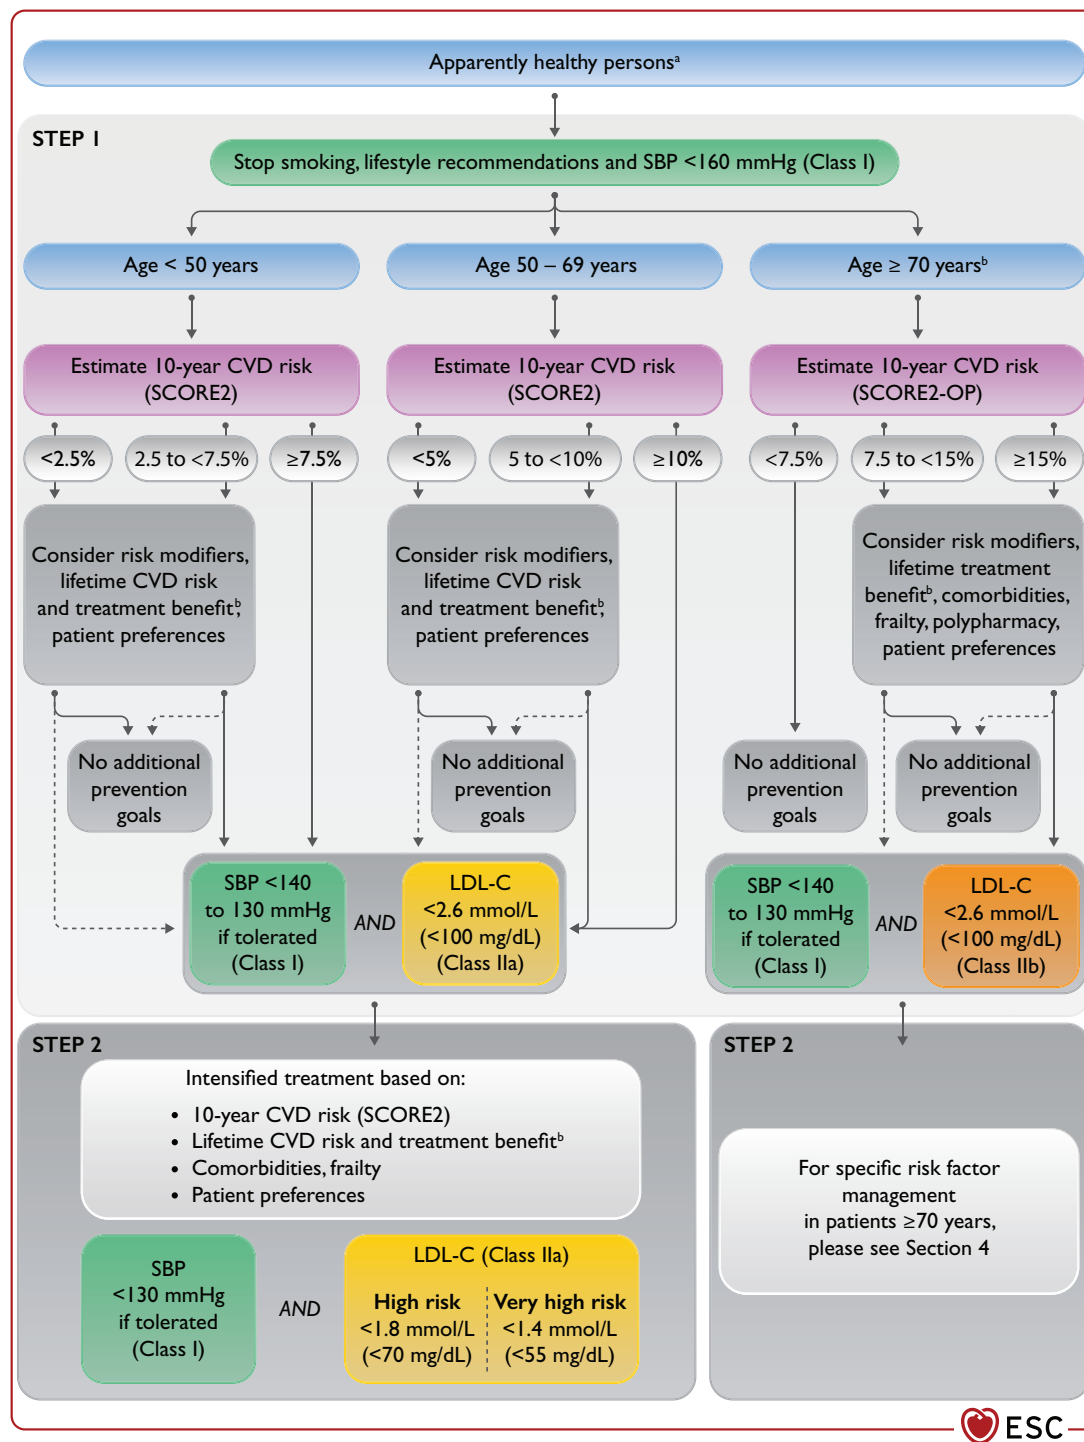 Apparently healthy personsᵃ
STEP 1
Stop smoking, lifestyle recommendations and SBP <160 mmHg (Class I)
Age < 50 years
Age 50 – 69 years
Age ≥ 70 yearsᵇ
Estimate 10-year CVD risk
(SCORE2)
Estimate 10-year CVD risk
(SCORE2)
Estimate 10-year CVD risk
(SCORE2-OP)
<2.5%
2.5 to <7.5%
≥7.5%
<5%
5 to <10%
≥10%
<7.5%
7.5 to <15%
≥15%
Consider risk modifiers,
lifetime CVD risk
and treatment benefitᵇ,
patient preferences
Consider risk modifiers,
lifetime CVD risk
and treatment benefitᵇ,
patient preferences
Consider risk modifiers,
lifetime treatment
benefitᵇ, comorbidities,
frailty, polypharmacy,
patient preferences
No additional
prevention
goals
No additional
prevention
goals
No additional
prevention
goals
No additional
prevention
goals
SBP <140
to 130 mmHg
if tolerated
(Class I)
AND
LDL-C
<2.6 mmol/L
(<100 mg/dL)
(Class IIa)
SBP <140
to 130 mmHg
if tolerated
(Class I)
AND
LDL-C
<2.6 mmol/L
(<100 mg/dL)
(Class IIb)
STEP 2
Intensified treatment based on:
• 10-year CVD risk (SCORE2)
• Lifetime CVD risk and treatment benefitᵇ
• Comorbidities, frailty
• Patient preferences
SBP
<130 mmHg
if tolerated
(Class I)
AND
LDL-C (Class IIa)
High risk
<1.8 mmol/L
(<70 mg/dL)
Very high risk
<1.4 mmol/L
(<55 mg/dL)
STEP 2
For specific risk factor
management
in patients ≥70 years,
please see Section 4
ESC